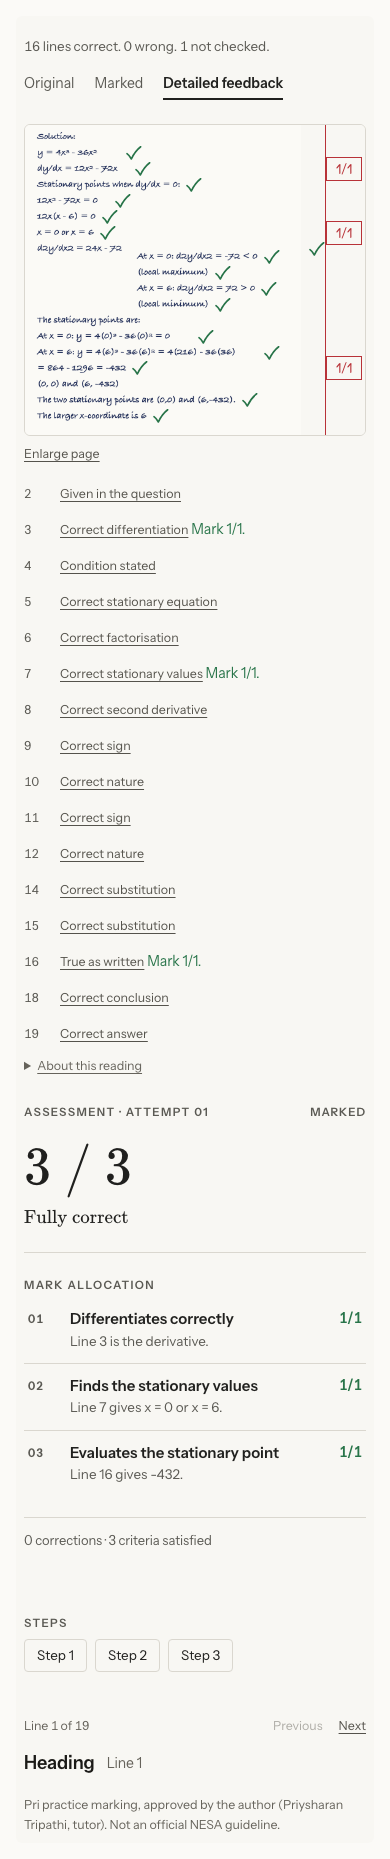 16 lines correct. 0 wrong. 1 not checked.
Original Marked Detailed feedback
Solution:
y = 4x³ - 36x²
dy/dx = 12x² - 72x
Stationary points when dy/dx = 0:
12x² - 72x = 0
12x(x - 6) = 0
x = 0 or x = 6
d2y/dx2 = 24x - 72
At x = 0: d2y/dx2 = -72 < 0
(local maximum)
At x = 6: d2y/dx2 = 72 > 0
(local minimum)
The stationary points are:
At x = 0: y = 4(0)³ - 36(0)² = 0
At x = 6: y = 4(6)³ - 36(6)² = 4(216) - 36(36)
= 864 - 1296 = -432
(0, 0) and (6, -432)
The two stationary points are (0,0) and (6,-432).
The larger x-coordinate is 6
1/1
1/1
1/1
Enlarge page
2 Given in the question
3 Correct differentiation Mark 1/1.
4 Condition stated
5 Correct stationary equation
6 Correct factorisation
7 Correct stationary values Mark 1/1.
8 Correct second derivative
9 Correct sign
10 Correct nature
11 Correct sign
12 Correct nature
14 Correct substitution
15 Correct substitution
16 True as written Mark 1/1.
18 Correct conclusion
19 Correct answer
About this reading
ASSESSMENT · ATTEMPT 01 MARKED
3 / 3
Fully correct
MARK ALLOCATION
01 Differentiates correctly 1/1
Line 3 is the derivative.
02 Finds the stationary values 1/1
Line 7 gives x = 0 or x = 6.
03 Evaluates the stationary point 1/1
Line 16 gives -432.
0 corrections · 3 criteria satisfied
STEPS
Step 1 Step 2 Step 3
Line 1 of 19 Previous Next
Heading Line 1
Pri practice marking, approved by the author (Priysharan
Tripathi, tutor). Not an official NESA guideline.